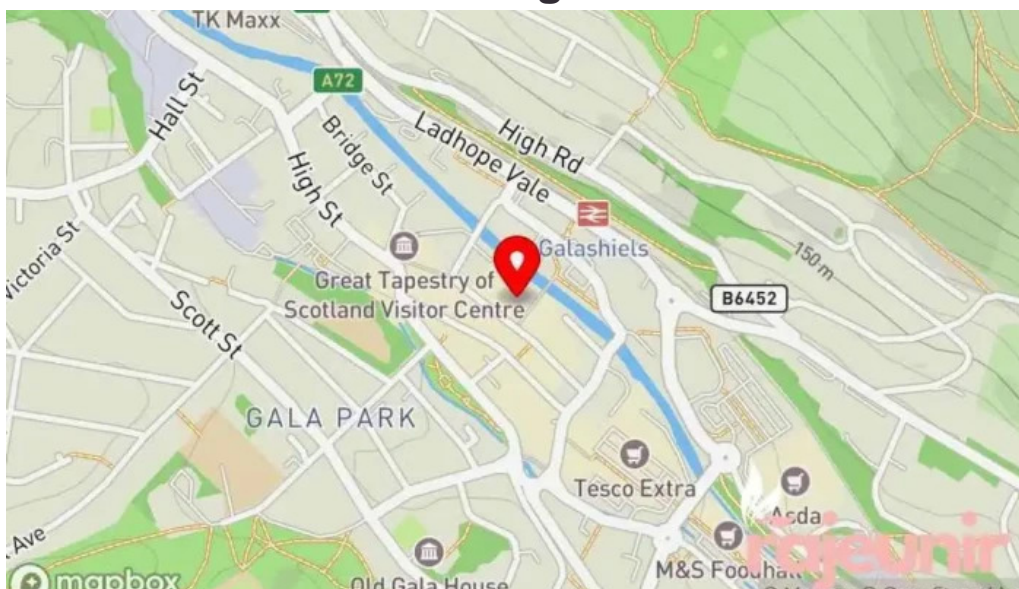 TK Maxx
A72
Hall St
Bridge St
High St
Ladhope Vale
High Rd
Galashiels
Great Tapestry of
Scotland Visitor Centre
150 m
B6452
Victoria St
Scott St
GALA PARK
Tesco Extra
Asda
Ave
M&S Foodhall
Old Gala House
mapbox
rajeunir